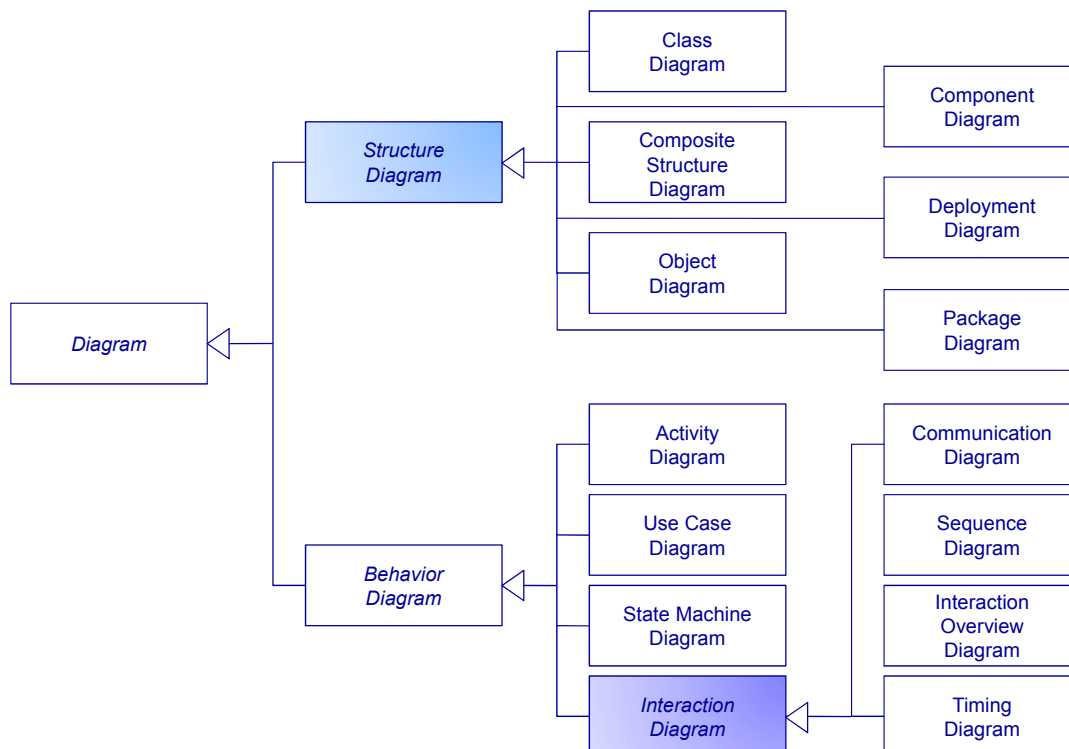 Class
Diagram
Component
Diagram
Structure
Diagram
Composite
Structure
Diagram
Deployment
Diagram
Object
Diagram
Diagram
Package
Diagram
Activity
Diagram
Communication
Diagram
Use Case
Diagram
Sequence
Diagram
Behavior
Diagram
State Machine
Diagram
Interaction
Overview
Diagram
Interaction
Diagram
Timing
Diagram